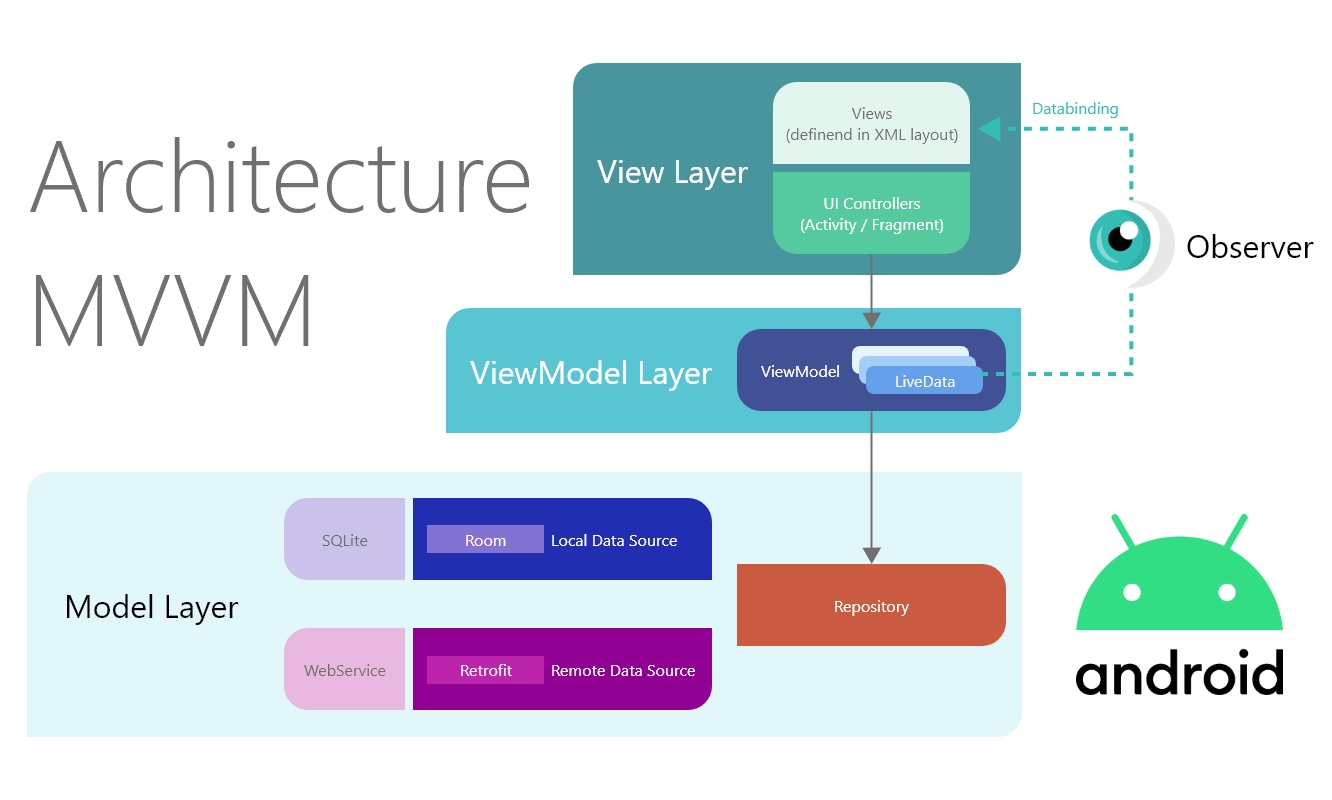 Architecture
MVVM
View Layer
Views
(definend in XML layout)
UI Controllers
(Activity / Fragment)
Databinding
Observer
ViewModel Layer
ViewModel
LiveData
Model Layer
SQLite
Room
Local Data Source
WebService
Retrofit
Remote Data Source
Repository
android